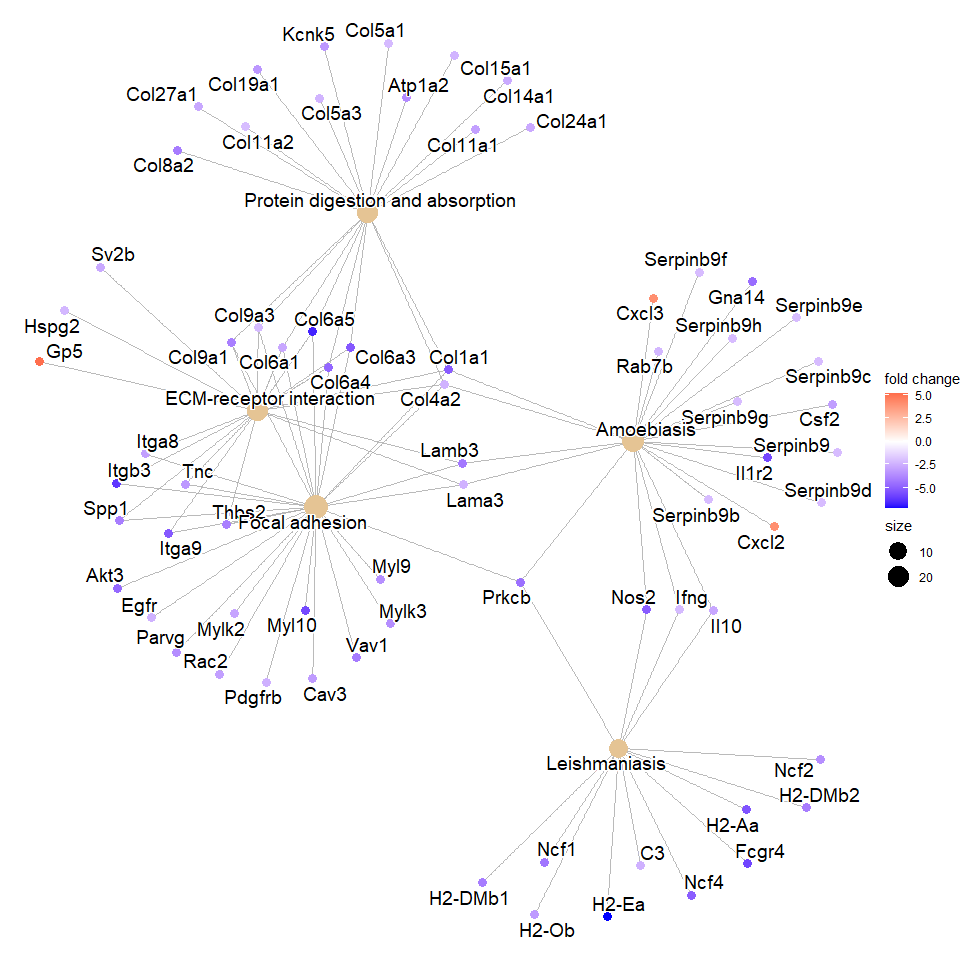 Kcnk5
Col5a1
Col15a1
Col19a1
Atp1a2
Col27a1
Col14a1
Col5a3
Col24a1
Col11a2
Col11a1
Col8a2
Protein digestion and absorption
Sv2b
Serpinb9f
Hspg2
Gp5
Col9a3
Col6a5
Cxcl3
Gna14
Serpinb9e
Serpinb9h
Col9a1
Col6a1
Col6a3
Col1a1
Rab7b
Serpinb9c
Col6a4
Col4a2
ECM-receptor interaction
Serpinb9g
Csf2
Amoebiasis
Itga8
Lamb3
Serpinb9
Itgb3
Tnc
Il1r2
Spp1
Lama3
Serpinb9d
Thbs2
Focal adhesion
Serpinb9b
Itga9
Cxcl2
Akt3
Myl9
Egfr
Prkcb
Nos2
Ifng
Parvg
Mylk2
Myl10
Mylk3
Il10
Rac2
Vav1
Pdgfrb
Cav3
Leishmaniasis
Ncf2
H2-DMb2
H2-Aa
Ncf1
C3
Fcgr4
H2-DMb1
H2-Ea
Ncf4
H2-Ob
fold change
5.0
2.5
0.0
-2.5
-5.0
size
10
20